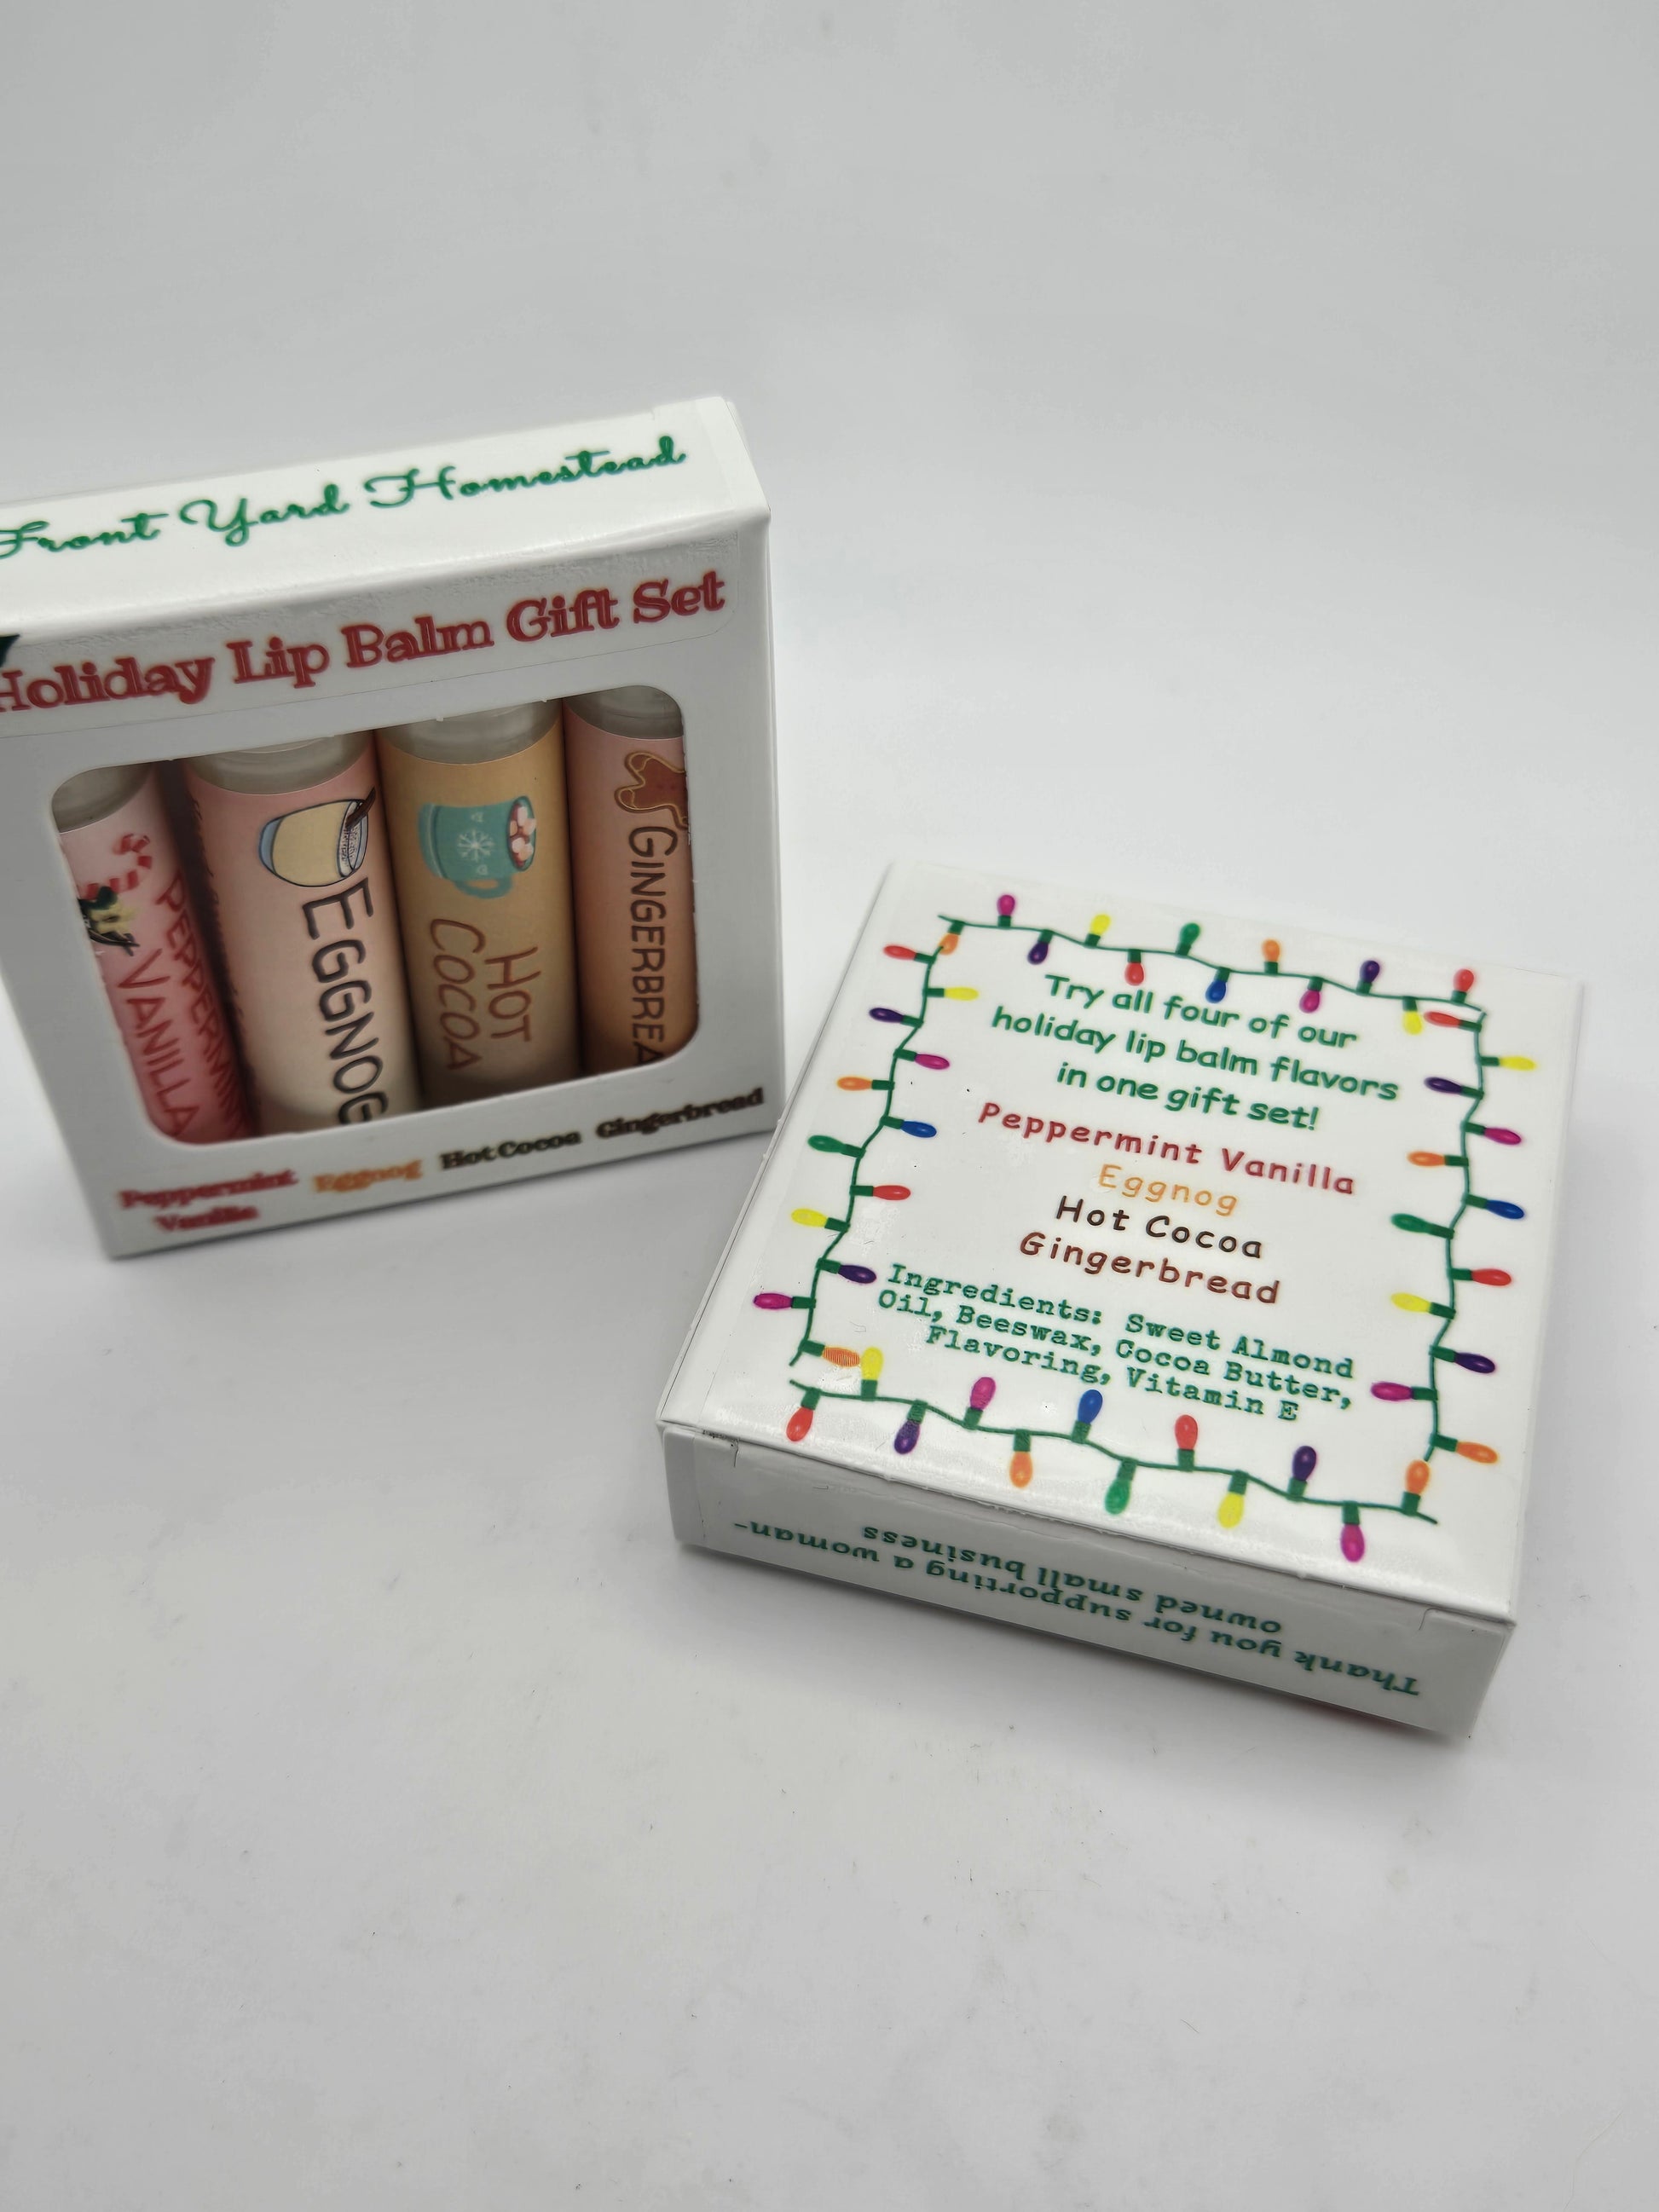 Front Yard Homestead
Holiday Lip Balm Gift Set
PEPPERMINT
VANILLA
EGGNOG
HOT
COCOA
GINGERBREA
Peppermint
Vanilla
Eggnog
Hot Cocoa
Gingerbread
Try all four of our
holiday lip balm flavors
in one gift set!
Peppermint Vanilla
Eggnog
Hot Cocoa
Gingerbread
Ingredients: Sweet Almond
Oil, Beeswax, Cocoa Butter,
Flavoring, Vitamin E
Thank you for supporting a woman-
owned small business